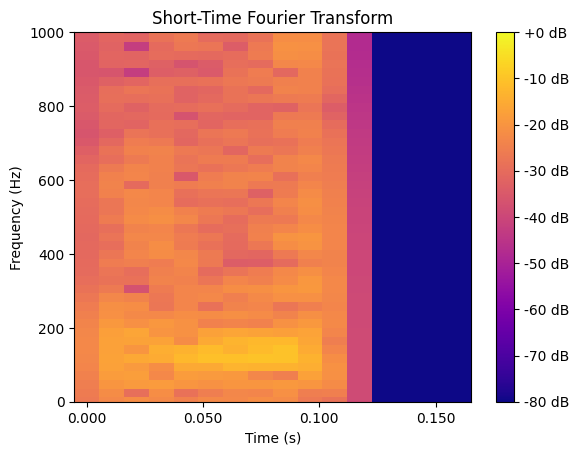 Short-Time Fourier Transform
1000
800
600
400
200
0
Frequency (Hz)
0.000
0.050
0.100
0.150
Time (s)
+0 dB
-10 dB
-20 dB
-30 dB
-40 dB
-50 dB
-60 dB
-70 dB
-80 dB